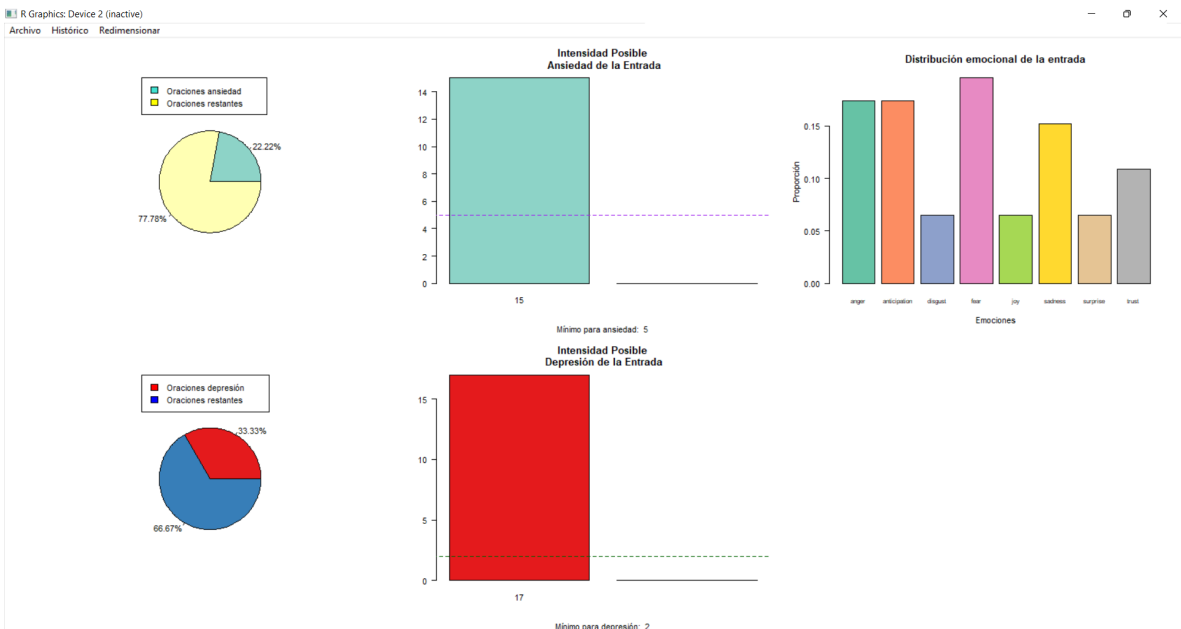 R Graphics: Device 2 (inactive)
Archivo Histórico Redimensionar
Oraciones ansiedad
Oraciones restantes
22.22%
77.78%
Intensidad Posible
Ansiedad de la Entrada
14
12
10
8
6
4
2
0
15
Mínimo para ansiedad: 5
Distribución emocional de la entrada
Proporción
0.15
0.10
0.05
0.00
anger anticipation disgust fear joy sadness surprise trust
Emociones
Oraciones depresión
Oraciones restantes
33.33%
66.67%
Intensidad Posible
Depresión de la Entrada
15
10
5
0
17
Mínimo para depresión: 2